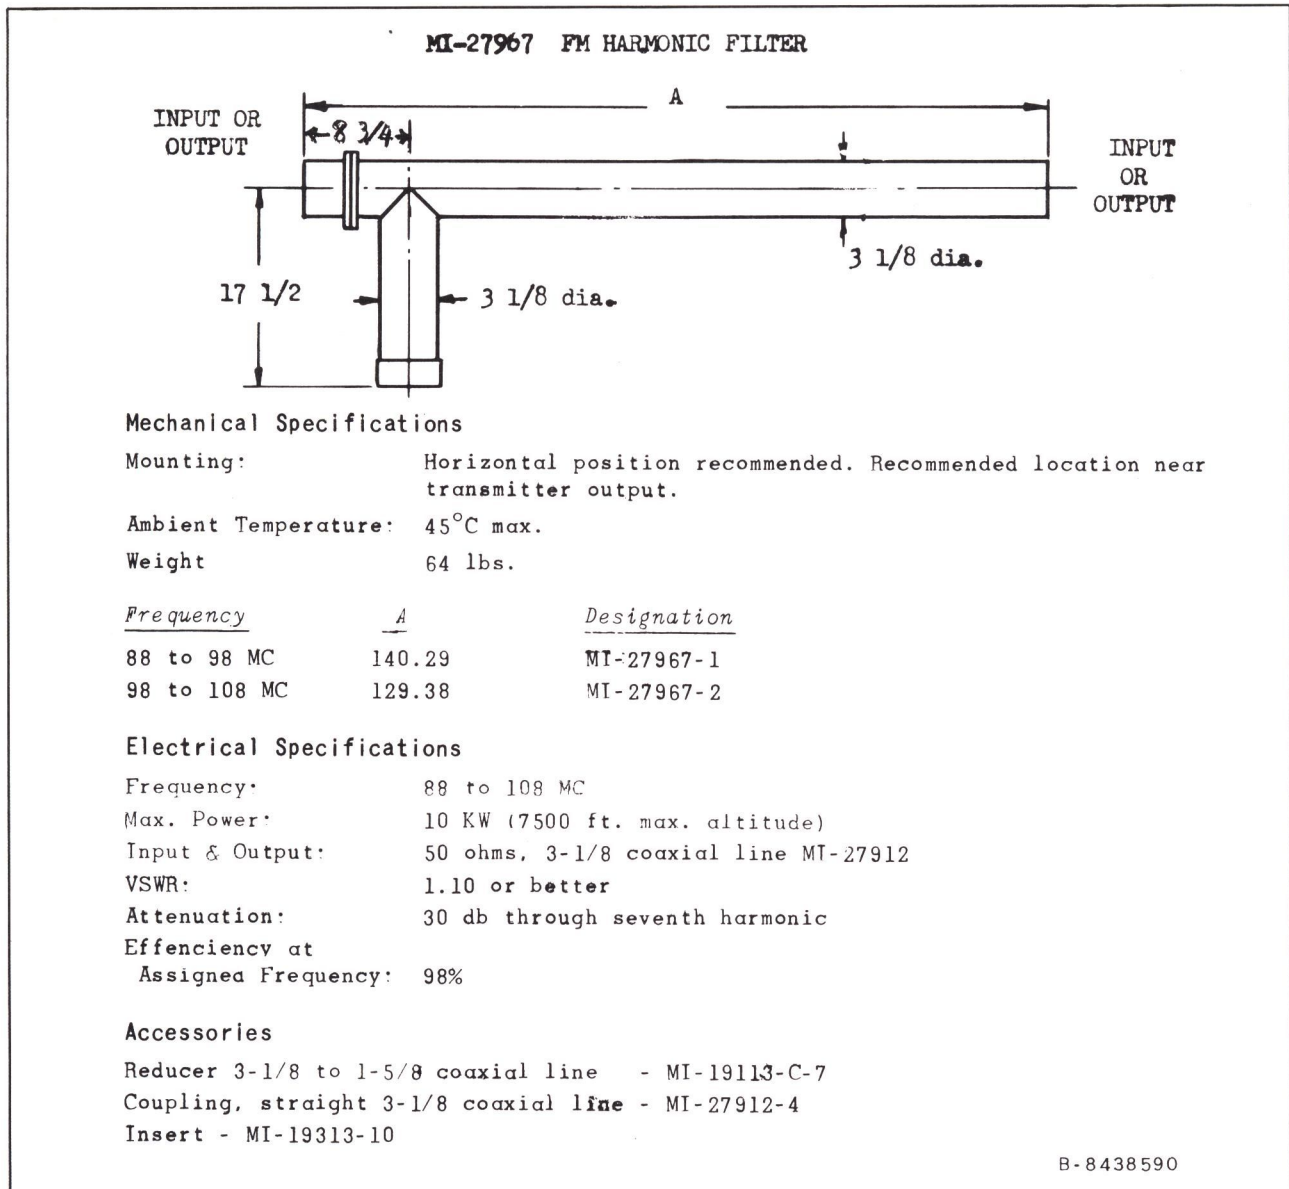 MI-27967 FM HARMONIC FILTER
A
INPUT OR
OUTPUT
8 3/4
INPUT
OR
OUTPUT
3 1/8 dia.
17 1/2
3 1/8 dia.
Mechanical Specifications
Mounting: Horizontal position recommended. Recommended location near
transmitter output.
Ambient Temperature: 45°C max.
Weight 64 lbs.
Frequency A Designation
88 to 98 MC 140.29 MI-27967-1
98 to 108 MC 129.38 MI-27967-2
Electrical Specifications
Frequency: 88 to 108 MC
Max. Power: 10 KW (7500 ft. max. altitude)
Input & Output: 50 ohms, 3-1/8 coaxial line MI-27912
VSWR: 1.10 or better
Attenuation: 30 db through seventh harmonic
Effenciency at
Assigned Frequency: 98%
Accessories
Reducer 3-1/8 to 1-5/8 coaxial line - MI-19113-C-7
Coupling, straight 3-1/8 coaxial line - MI-27912-4
Insert - MI-19313-10
B-8438590